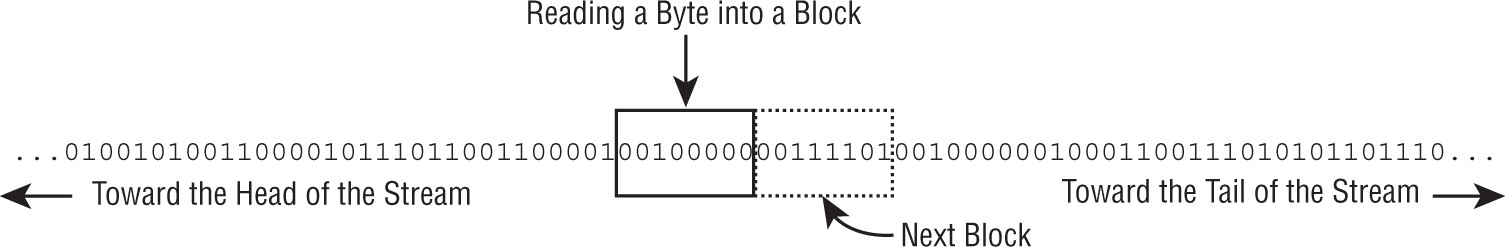 Reading a Byte into a Block
...01001010011000010111011001100001001000000011110100100000010001100111010101101110...
Toward the Head of the Stream
Toward the Tail of the Stream
Next Block